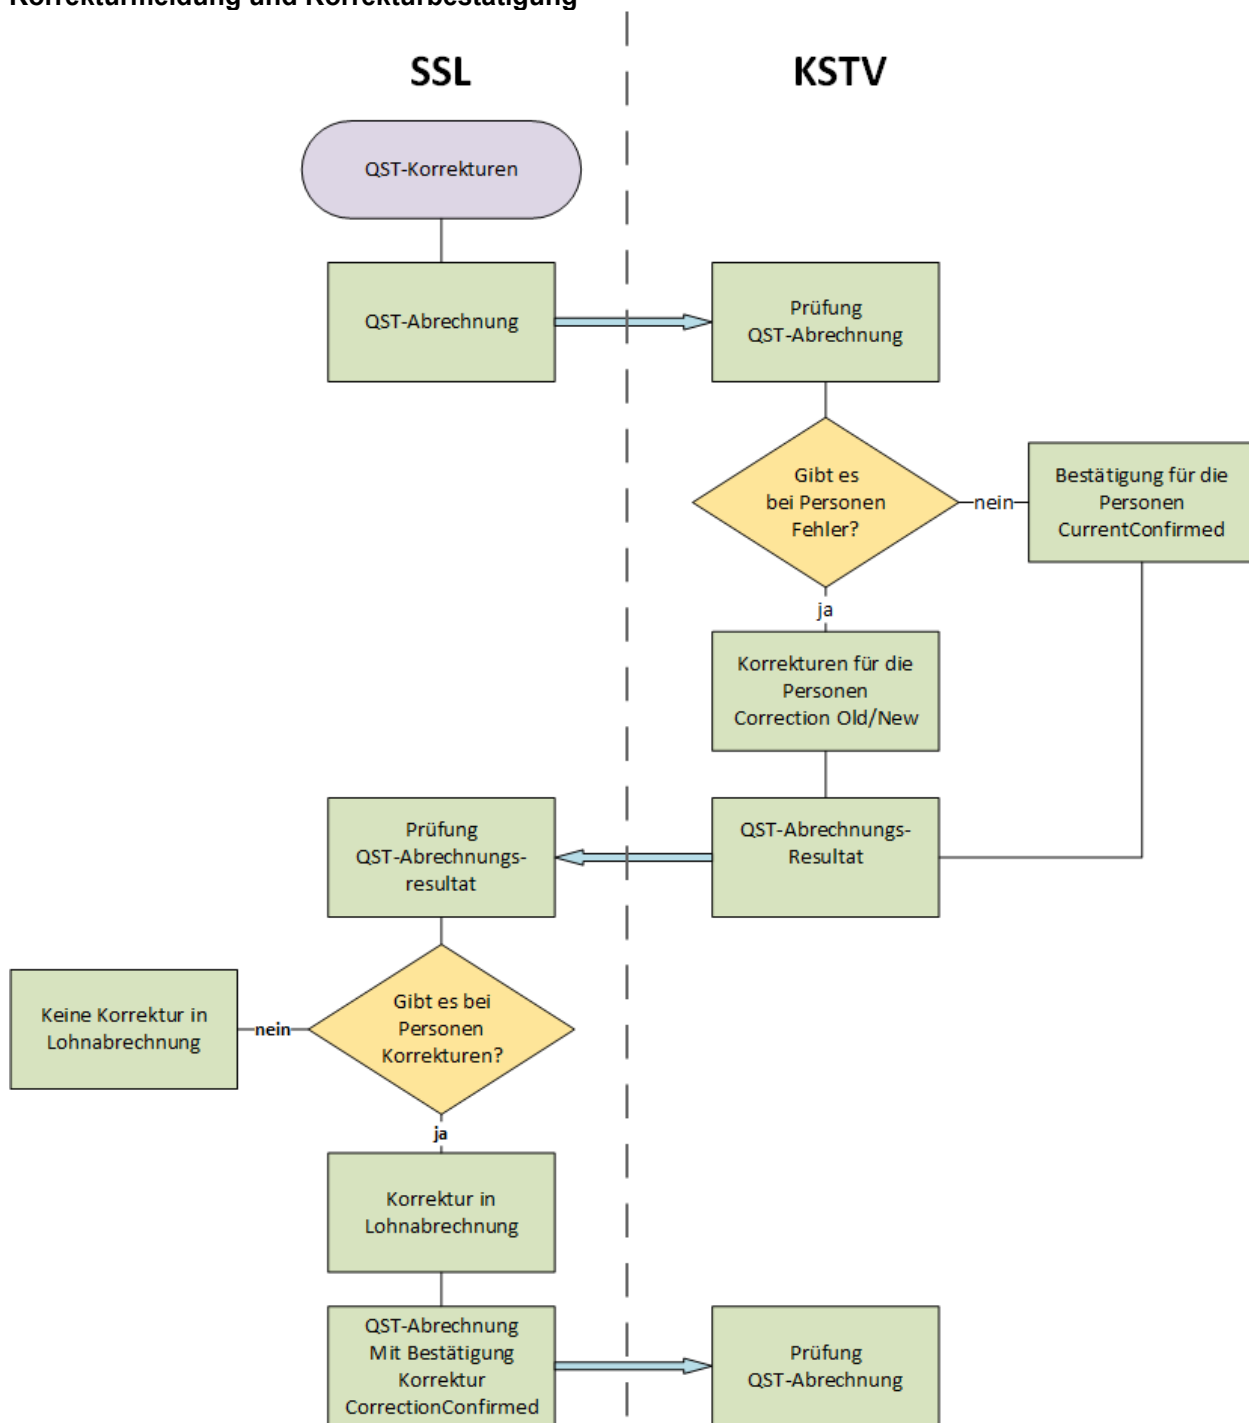 Korrekturmeldung und Korrekturbestätigung
SSL
KSTV
QST-Korrekturen
QST-Abrechnung
Prüfung
QST-Abrechnung
Gibt es
bei Personen
Fehler?
nein
Bestätigung für die
Personen
CurrentConfirmed
ja
Korrekturen für die
Personen
Correction Old/New
Prüfung
QST-Abrechnungs-
resultat
QST-Abrechnungs-
Resultat
Gibt es bei
Personen
Korrekturen?
nein
Keine Korrektur in
Lohnabrechnung
ja
Korrektur in
Lohnabrechnung
QST-Abrechnung
Mit Bestätigung
Korrektur
CorrectionConfirmed
Prüfung
QST-Abrechnung